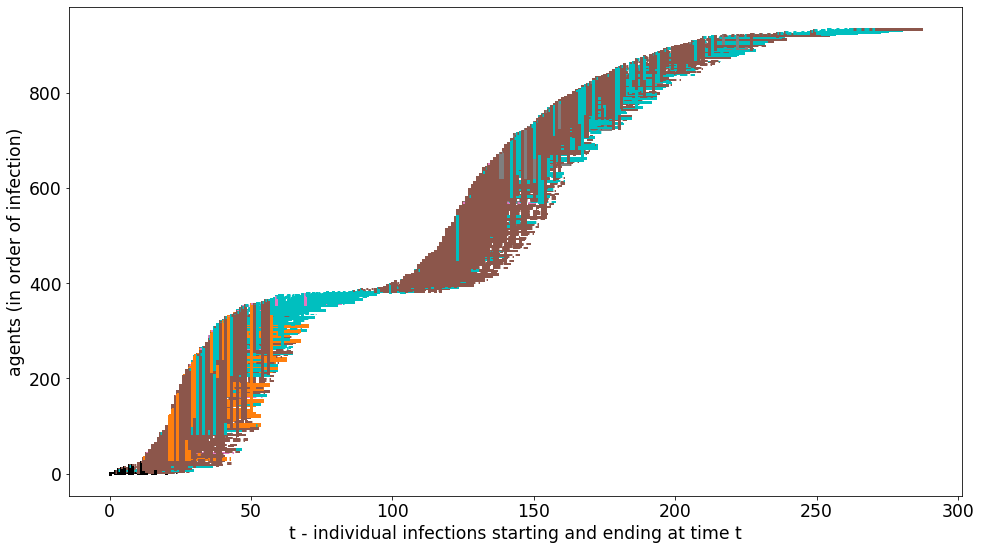 800
600
400
200
0
agents (in order of infection)
0 50 100 150 200 250 300
t - individual infections starting and ending at time t